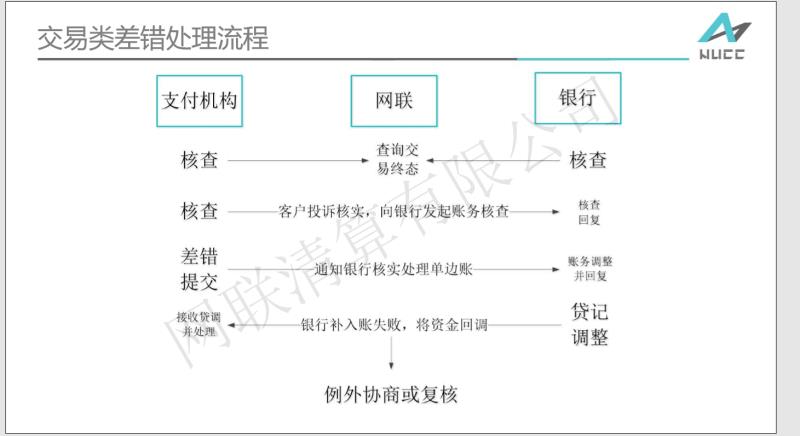 交易类差错处理流程
NUCC
支付机构
网联
银行
核查
查询交
易终态
核查
核查
客户投诉核实，向银行发起账务核查
核查
回复
差错
提交
通知银行核实处理单边账
账务调整
并回复
接收贷调
并处理
银行补入账失败，将资金回调
贷记
调整
例外协商或复核
网联清算有限公司